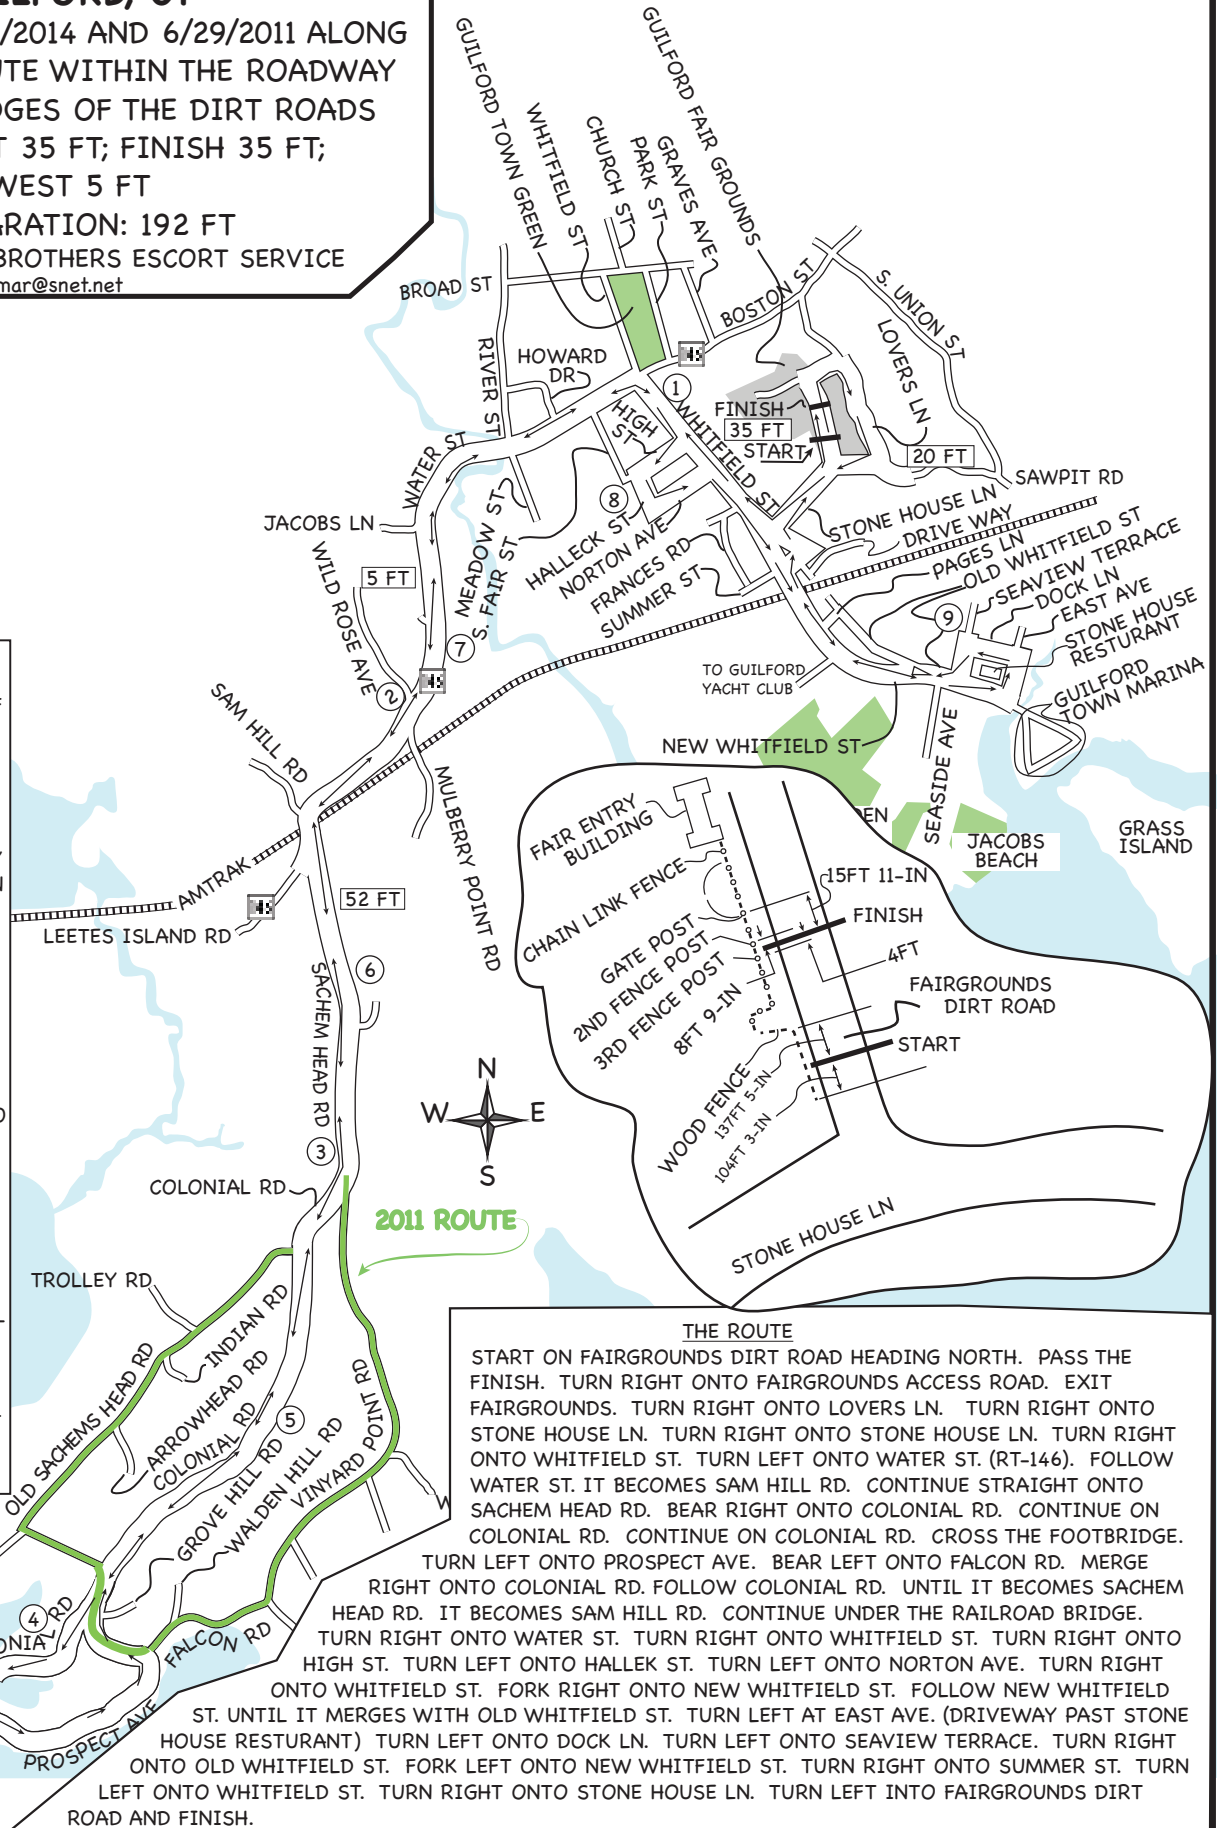 /2014 AND 6/29/2011 ALONG
UTE WITHIN THE ROADWAY
DGES OF THE DIRT ROADS
T 35 FT; FINISH 35 FT;
WEST 5 FT
ARATION: 192 FT
BROTHERS ESCORT SERVICE
mar@snet.net
GUILFORD TOWN GREEN
WHITFIELD ST
CHURCH ST
PARK ST
GRAVES AVE
GUILFORD FAIR GROUNDS
BROAD ST
BOSTON ST
S. UNION ST
LOVERS LN
RIVER ST
HOWARD
DR
1
HIGH
ST
WHITFIELD ST
FINISH
35 FT
START
20 FT
SAWPIT RD
WATER ST
JACOBS LN
WILD ROSE AVE
5 FT
MEADOW ST
S. FAIR ST
8
HALLECK ST
NORTON AVE
FRANCES RD
SUMMER ST
STONE HOUSE LN
DRIVE WAY
PAGES LN
OLD WHITFIELD ST
SEAVIEW TERRACE
DOCK LN
EAST AVE
STONE HOUSE
RESTURANT
9
GUILFORD
TOWN MARINA
7
2
TO GUILFORD
YACHT CLUB
NEW WHITFIELD ST
SEASIDE AVE
SAM HILL RD
MULBERRY POINT RD
AMTRAK
52 FT
LEETES ISLAND RD
SACHEM HEAD RD
6
DEN
JACOBS
BEACH
GRASS
ISLAND
FAIR ENTRY
BUILDING
CHAIN LINK FENCE
GATE POST
2ND FENCE POST
3RD FENCE POST
8FT 9-IN
15FT 11-IN
FINISH
4FT
FAIRGROUNDS
DIRT ROAD
START
WOOD FENCE
137FT 5-IN
104FT 3-IN
STONE HOUSE LN
N
W
E
S
3
COLONIAL RD
2011 ROUTE
TROLLEY RD
INDIAN RD
OLD SACHEMS HEAD RD
ARROWHEAD RD
COLONIAL RD
5
GROVE HILL RD
WALDEN HILL RD
VINYARD POINT RD
W
4
ONIAL RD
FALCON RD
PROSPECT AVE
THE ROUTE
START ON FAIRGROUNDS DIRT ROAD HEADING NORTH. PASS THE
FINISH. TURN RIGHT ONTO FAIRGROUNDS ACCESS ROAD. EXIT
FAIRGROUNDS. TURN RIGHT ONTO LOVERS LN. TURN RIGHT ONTO
STONE HOUSE LN. TURN RIGHT ONTO STONE HOUSE LN. TURN RIGHT
ONTO WHITFIELD ST. TURN LEFT ONTO WATER ST. (RT-146). FOLLOW
WATER ST. IT BECOMES SAM HILL RD. CONTINUE STRAIGHT ONTO
SACHEM HEAD RD. BEAR RIGHT ONTO COLONIAL RD. CONTINUE ON
COLONIAL RD. CONTINUE ON COLONIAL RD. CROSS THE FOOTBRIDGE.
TURN LEFT ONTO PROSPECT AVE. BEAR LEFT ONTO FALCON RD. MERGE
RIGHT ONTO COLONIAL RD. FOLLOW COLONIAL RD. UNTIL IT BECOMES SACHEM
HEAD RD. IT BECOMES SAM HILL RD. CONTINUE UNDER THE RAILROAD BRIDGE.
TURN RIGHT ONTO WATER ST. TURN RIGHT ONTO WHITFIELD ST. TURN RIGHT ONTO
HIGH ST. TURN LEFT ONTO HALLEK ST. TURN LEFT ONTO NORTON AVE. TURN RIGHT
ONTO WHITFIELD ST. FORK RIGHT ONTO NEW WHITFIELD ST. FOLLOW NEW WHITFIELD
ST. UNTIL IT MERGES WITH OLD WHITFIELD ST. TURN LEFT AT EAST AVE. (DRIVEWAY PAST STONE
HOUSE RESTURANT) TURN LEFT ONTO DOCK LN. TURN LEFT ONTO SEAVIEW TERRACE. TURN RIGHT
ONTO OLD WHITFIELD ST. FORK LEFT ONTO NEW WHITFIELD ST. TURN RIGHT ONTO SUMMER ST. TURN
LEFT ONTO WHITFIELD ST. TURN RIGHT ONTO STONE HOUSE LN. TURN LEFT INTO FAIRGROUNDS DIRT
ROAD AND FINISH.